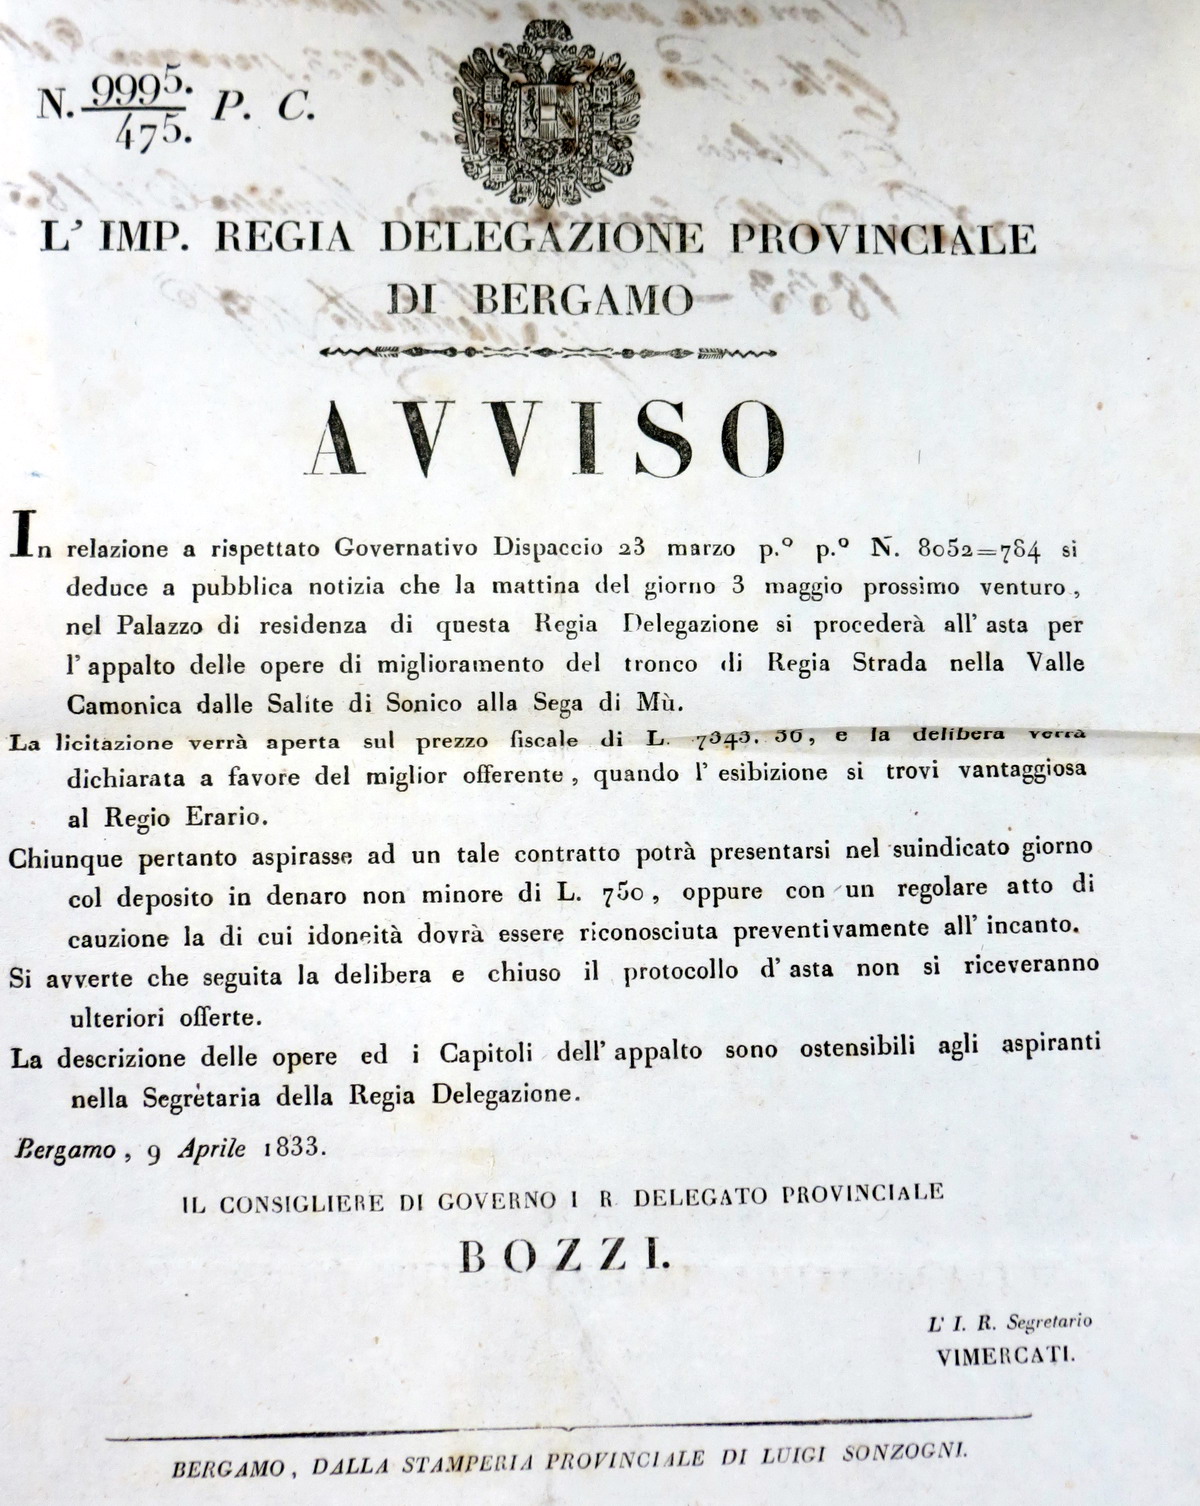 N. 9995./475. P. C.
L' IMP. REGIA DELEGAZIONE PROVINCIALE
DI BERGAMO
AVVISO
In relazione a rispettato Governativo Dispaccio 23 marzo p.º p.º N. 8052=784 si
deduce a pubblica notizia che la mattina del giorno 3 maggio prossimo venturo,
nel Palazzo di residenza di questa Regia Delegazione si procederà all' asta per
l' appalto delle opere di miglioramento del tronco di Regia Strada nella Valle
Camonica dalle Salite di Sonico alla Sega di Mù.
La licitazione verrà aperta sul prezzo fiscale di L. 7343. 36, e la delibera verrà
dichiarata a favore del miglior offerente, quando l' esibizione si trovi vantaggiosa
al Regio Erario.
Chiunque pertanto aspirasse ad un tale contratto potrà presentarsi nel suindicato giorno
col deposito in denaro non minore di L. 750, oppure con un regolare atto di
cauzione la di cui idoneità dovrà essere riconosciuta preventivamente all' incanto.
Si avverte che seguita la delibera e chiuso il protocollo d' asta non si riceveranno
ulteriori offerte.
La descrizione delle opere ed i Capitoli dell' appalto sono ostensibili agli aspiranti
nella Segretaria della Regia Delegazione.
Bergamo, 9 Aprile 1833.
IL CONSIGLIERE DI GOVERNO I R DELEGATO PROVINCIALE
BOZZI.
L' I. R. Segretario
VIMERCATI.
BERGAMO, DALLA STAMPERIA PROVINCIALE DI LUIGI SONZOGNI.